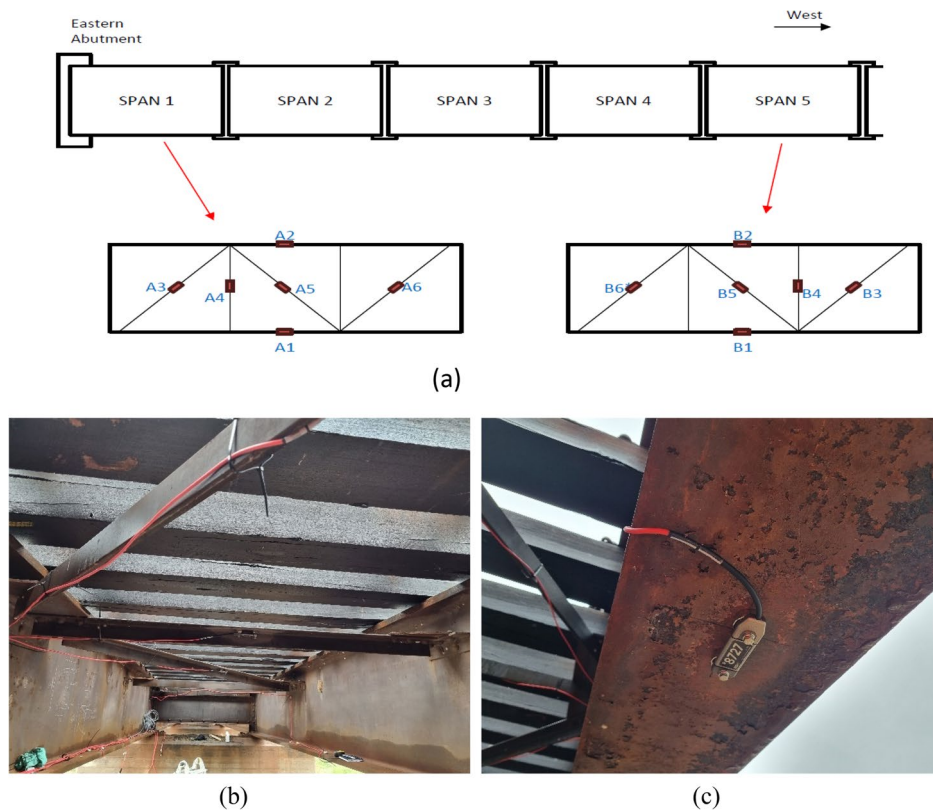 Eastern
Abutment
West
SPAN 1
SPAN 2
SPAN 3
SPAN 4
SPAN 5
A2
A3
A4
A5
A6
A1
B2
B6*
B5
B4
B3
B1
(a)
8727
(b)
(c)